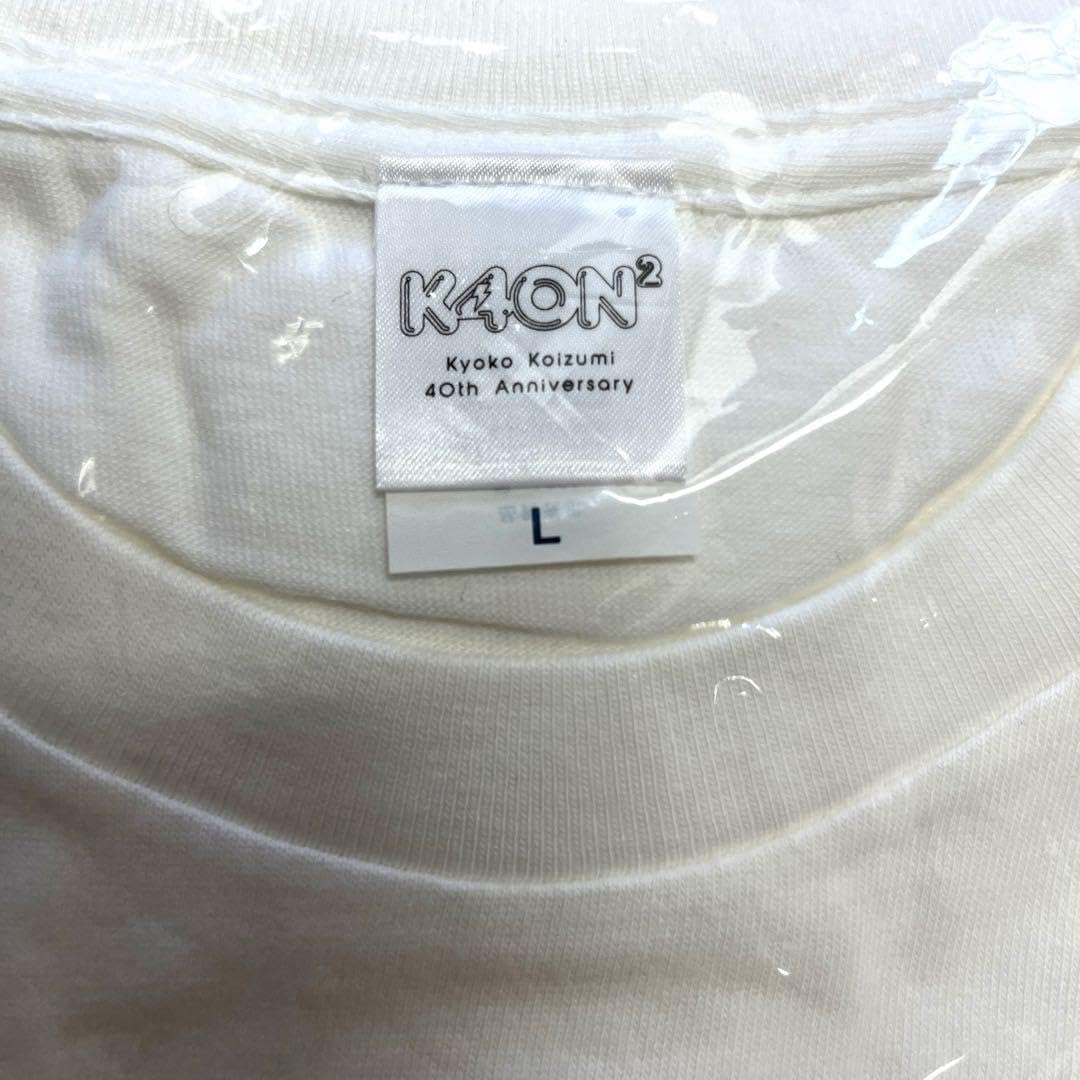 K4ON²
Kyoko Koizumi
40th Anniversary
L